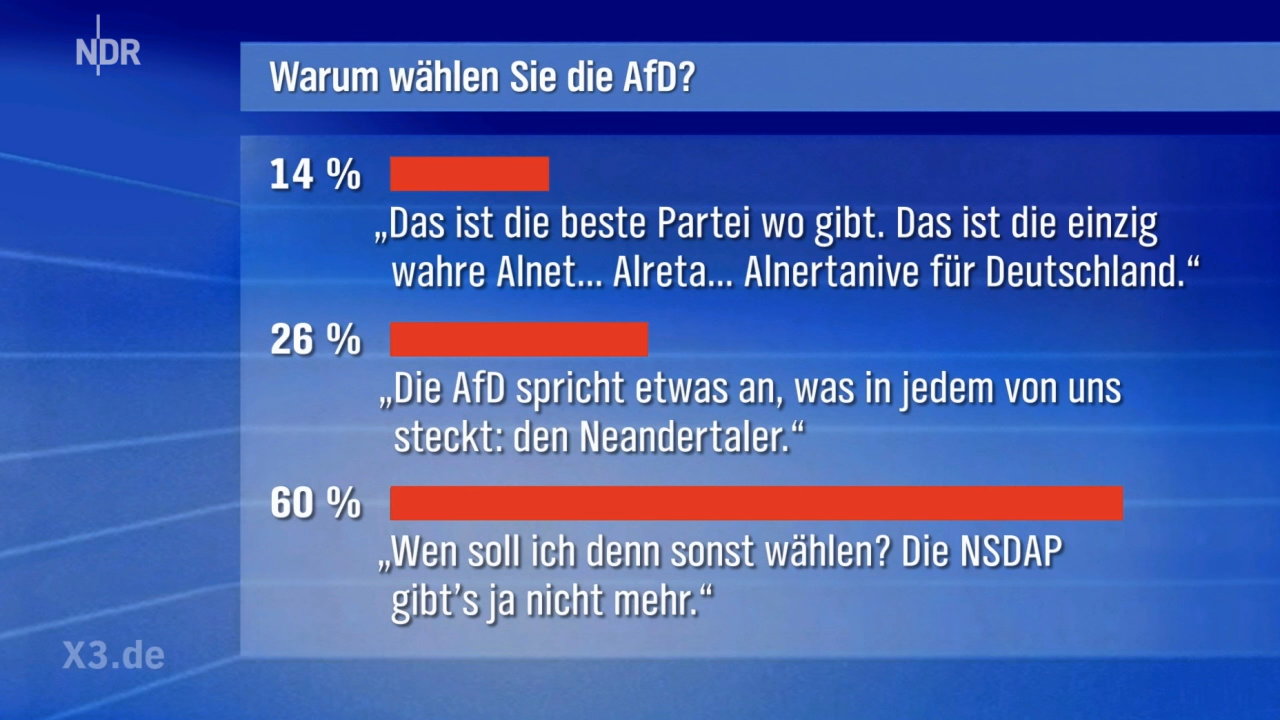 NDR
Warum wählen Sie die AfD?
14 %
„Das ist die beste Partei wo gibt. Das ist die einzig
wahre Alnet... Alreta... Alnertanive für Deutschland.“
26 %
„Die AfD spricht etwas an, was in jedem von uns
steckt: den Neandertaler.“
60 %
„Wen soll ich denn sonst wählen? Die NSDAP
gibt's ja nicht mehr.“
X3.de